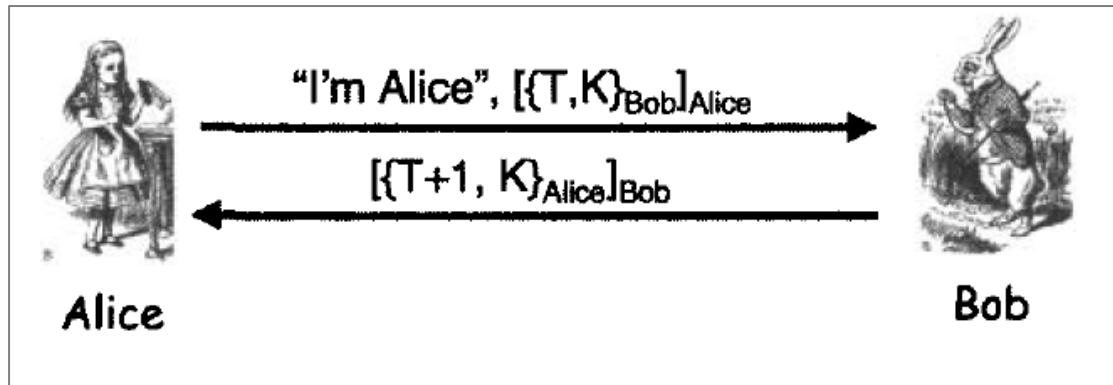 “I’m Alice”, [{T,K}Bob]Alice
[{T+1, K}Alice]Bob
Alice
Bob